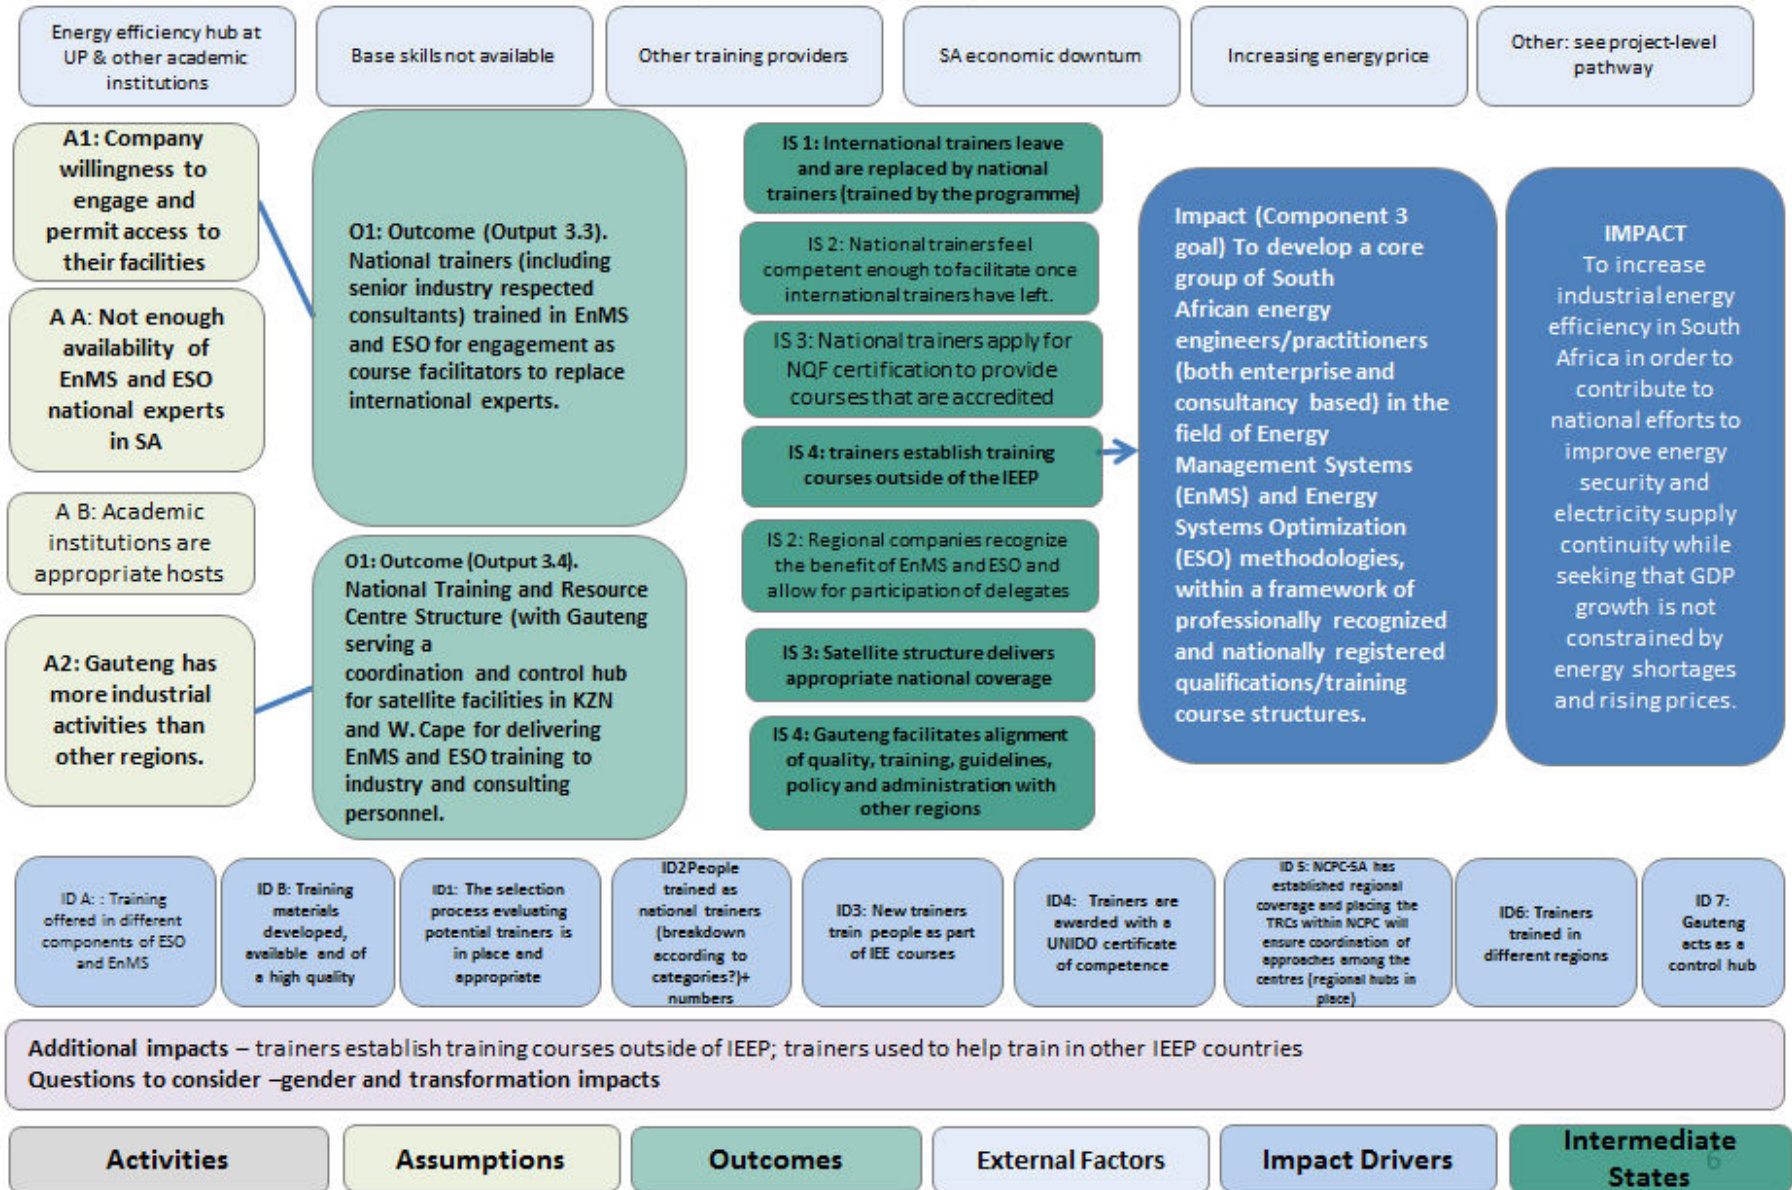 Energy efficiency hub at
UP & other academic
institutions
Base skills not available
Other training providers
SA economic downturn
Increasing energy price
Other: see project-level
pathway
A1: Company
willingness to
engage and
permit access to
their facilities
A A: Not enough
availability of
EnMS and ESO
national experts
in SA
A B: Academic
institutions are
appropriate hosts
A2: Gauteng has
more industrial
activities than
other regions.
O1: Outcome (Output 3.3).
National trainers (including
senior industry respected
consultants) trained in EnMS
and ESO for engagement as
course facilitators to replace
international experts.
O1: Outcome (Output 3.4).
National Training and Resource
Centre Structure (with Gauteng
serving a
coordination and control hub
for satellite facilities in KZN
and W. Cape for delivering
EnMS and ESO training to
industry and consulting
personnel.
IS 1: International trainers leave
and are replaced by national
trainers (trained by the programme)
IS 2: National trainers feel
competent enough to facilitate once
international trainers have left.
IS 3: National trainers apply for
NQF certification to provide
courses that are accredited
IS 4: trainers establish training
courses outside of the IEEP
IS 2: Regional companies recognize
the benefit of EnMS and ESO and
allow for participation of delegates
IS 3: Satellite structure delivers
appropriate national coverage
IS 4: Gauteng facilitates alignment
of quality, training, guidelines,
policy and administration with
other regions
Impact (Component 3
goal) To develop a core
group of South
African energy
engineers/practitioners
(both enterprise and
consultancy based) in the
field of Energy
Management Systems
(EnMS) and Energy
Systems Optimization
(ESO) methodologies,
within a framework of
professionally recognized
and nationally registered
qualifications/training
course structures.
IMPACT
To increase
industrial energy
efficiency in South
Africa in order to
contribute to
national efforts to
improve energy
security and
electricity supply
continuity while
seeking that GDP
growth is not
constrained by
energy shortages
and rising prices.
ID A: : Training
offered in different
components of ESO
and EnMS
ID B: Training
materials
developed,
available and of
a high quality
ID1: The selection
process evaluating
potential trainers is
in place and
appropriate
ID2People
trained as
national trainers
(breakdown
according to
categories?)+
numbers
ID3: New trainers
train people as part
of IEE courses
ID4: Trainers are
awarded with a
UNIDO certificate
of competence
ID 5: NCPC-SA has
established regional
coverage and placing the
TRCs within NCPC will
ensure coordination of
approaches among the
centres (regional hubs in
place)
ID6: Trainers
trained in
different regions
ID 7:
Gauteng
acts as a
control hub
Additional impacts – trainers establish training courses outside of IEEP; trainers used to help train in other IEEP countries
Questions to consider –gender and transformation impacts
Activities
Assumptions
Outcomes
External Factors
Impact Drivers
Intermediate
States
6